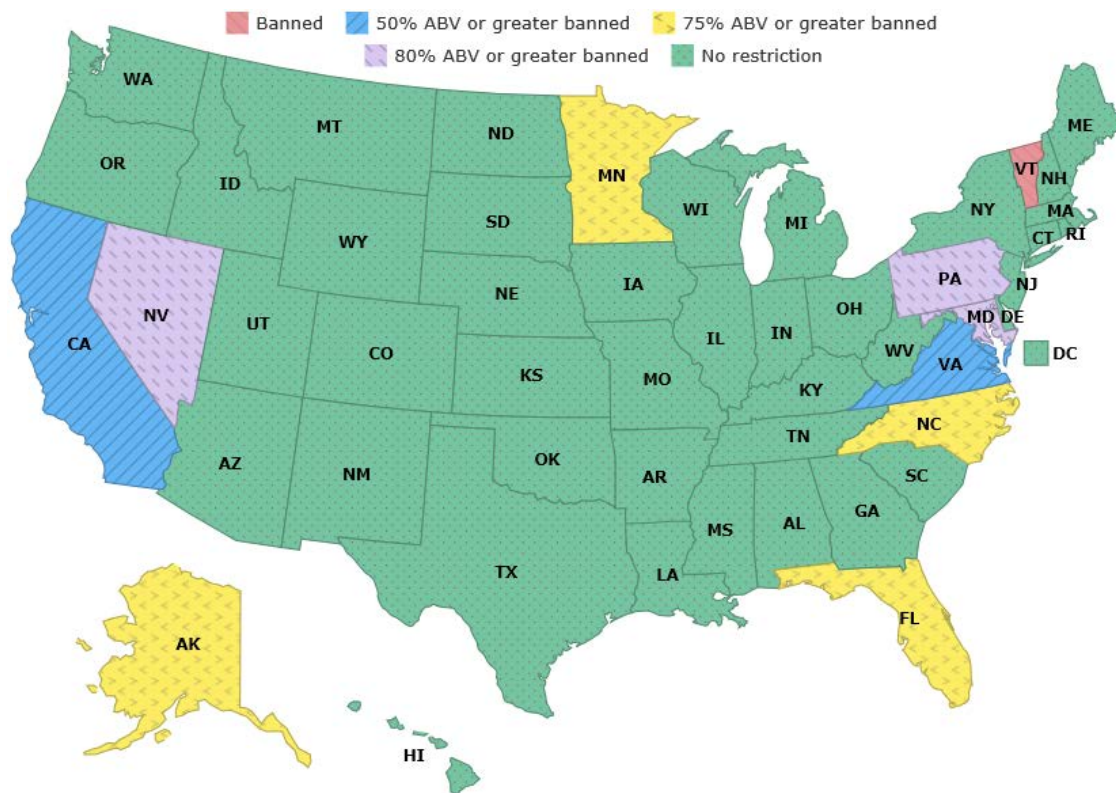 Banned 50% ABV or greater banned 75% ABV or greater banned
80% ABV or greater banned No restriction
WA
MT
ND
ME
OR
MN
VT
NH
ID
SD
WI
NY
MA
WY
MI
CT
RI
IA
PA
NE
NJ
NV
OH
MD
DE
UT
IL
IN
CA
CO
WV
DC
VA
KS
MO
KY
NC
TN
AZ
OK
NM
AR
SC
GA
MS
AL
TX
LA
FL
AK
HI